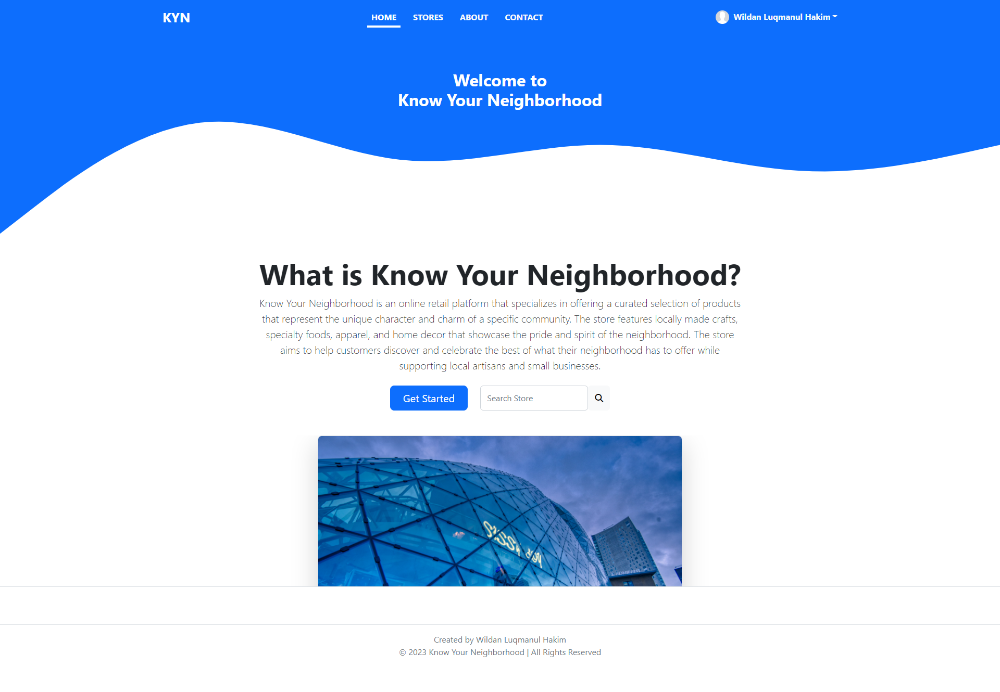 KYN
HOME
STORES
ABOUT
CONTACT
Wildan Luqmanul Hakim
Welcome to
Know Your Neighborhood
What is Know Your Neighborhood?
Know Your Neighborhood is an online retail platform that specializes in offering a curated selection of products
that represent the unique character and charm of a specific community. The store features locally made crafts,
specialty foods, apparel, and home decor that showcase the pride and spirit of the neighborhood. The store
aims to help customers discover and celebrate the best of what their neighborhood has to offer while
supporting local artisans and small businesses.
Get Started
Search Store
Created by Wildan Luqmanul Hakim
© 2023 Know Your Neighborhood | All Rights Reserved